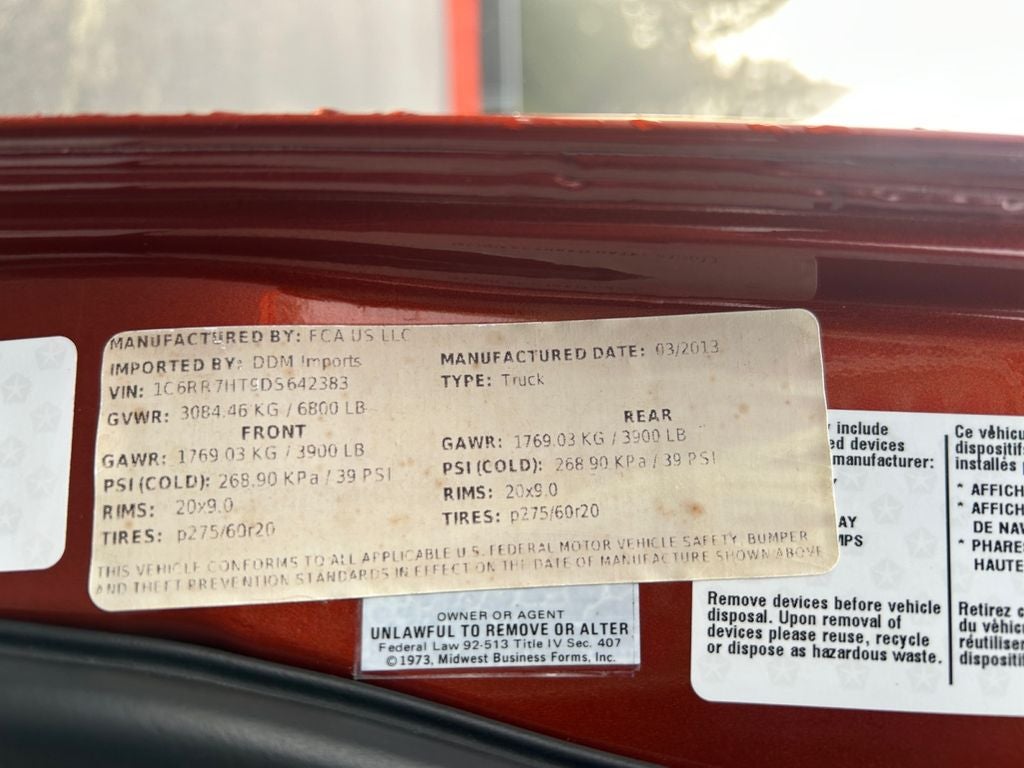 MANUFACTURED BY: FCA US LLC
IMPORTED BY: DDM Imports
MANUFACTURED DATE: 03/2013
VIN: 1C6RR7HT9DS642383
TYPE: Truck
GVWR: 3084.46 KG / 6800 LB
FRONT
REAR
GAWR: 1769.03 KG / 3900 LB
GAWR: 1769.03 KG / 3900 LB
PSI (COLD): 268.90 KPa / 39 PSI
PSI (COLD): 268.90 KPa / 39 PSI
RIMS: 20x9.0
RIMS: 20x9.0
TIRES: p275/60r20
TIRES: p275/60r20
THIS VEHICLE CONFORMS TO ALL APPLICABLE U.S. FEDERAL MOTOR VEHICLE SAFETY, BUMPER
AND THEFT PREVENTION STANDARDS IN EFFECT ON THE DATE OF MANUFACTURE SHOWN ABOVE
OWNER OR AGENT
UNLAWFUL TO REMOVE OR ALTER
Federal Law 92-513 Title IV Sec. 407
©1973, Midwest Business Forms, Inc.
y include
ed devices
manufacturer:
Y
AY
MPS
Remove devices before vehicle
disposal. Upon removal of
devices please reuse, recycle
or dispose as hazardous waste.
Ce véhicu
dispositifs
installés
* AFFICH
* AFFICH
DE NAV
* PHARES
HAUTE
Retirez
du véhicu
réutiliser
dispositi